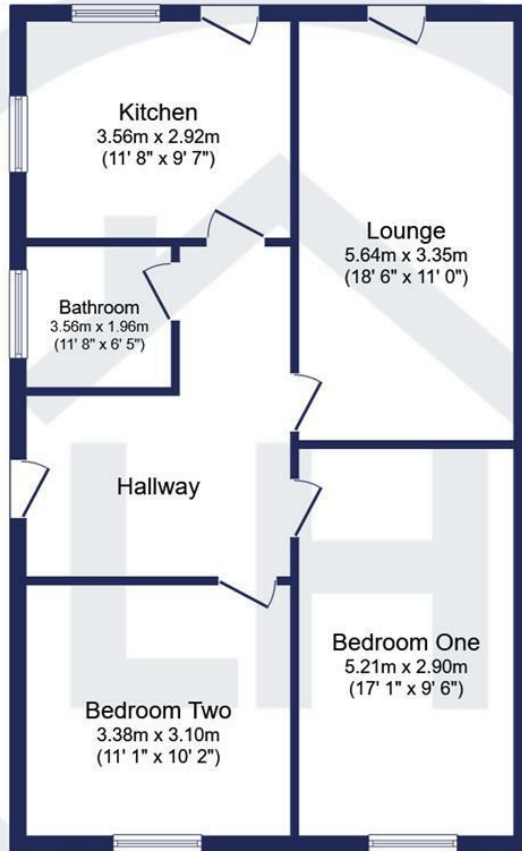 Kitchen
3.56m x 2.92m
(11' 8" x 9' 7")
Lounge
5.64m x 3.35m
(18' 6" x 11' 0")
Bathroom
3.56m x 1.96m
(11' 8" x 6' 5")
Hallway
Bedroom One
5.21m x 2.90m
(17' 1" x 9' 6")
Bedroom Two
3.38m x 3.10m
(11' 1" x 10' 2")
LH